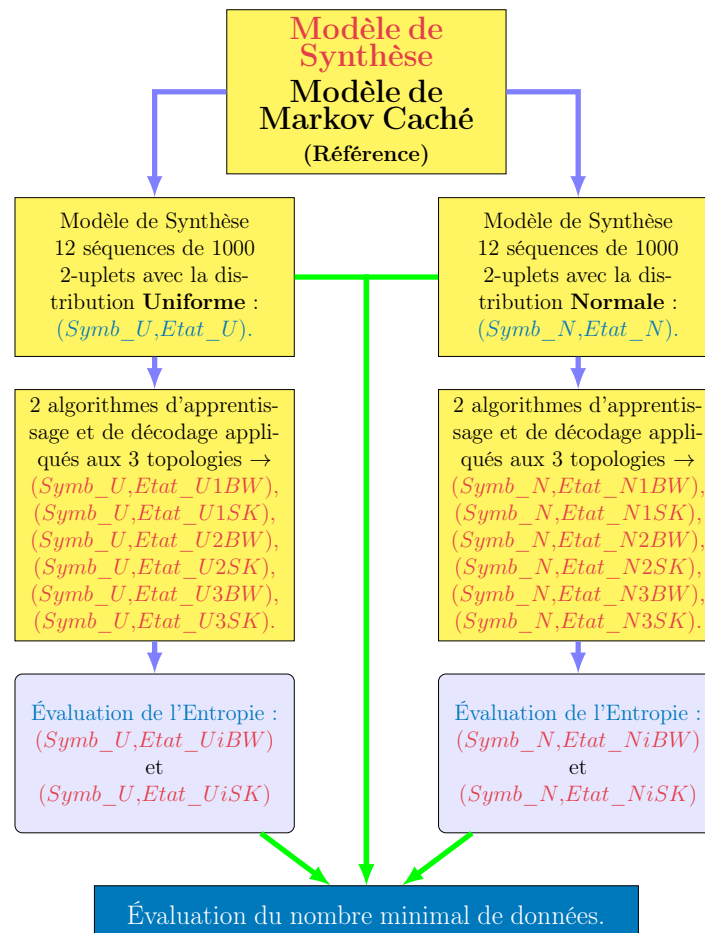 Modèle de
Synthèse
Modèle de
Markov Caché
(Référence)
Modèle de Synthèse
12 séquences de 1000
2-uplets avec la dis-
tribution Uniforme :
(Symb_U,Etat_U).
Modèle de Synthèse
12 séquences de 1000
2-uplets avec la dis-
tribution Normale :
(Symb_N,Etat_N).
2 algorithmes d'apprentis-
sage et de décodage appli-
qués aux 3 topologies →
(Symb_U,Etat_U1BW),
(Symb_U,Etat_U1SK),
(Symb_U,Etat_U2BW),
(Symb_U,Etat_U2SK),
(Symb_U,Etat_U3BW),
(Symb_U,Etat_U3SK).
2 algorithmes d'apprentis-
sage et de décodage appli-
qués aux 3 topologies →
(Symb_N,Etat_N1BW),
(Symb_N,Etat_N1SK),
(Symb_N,Etat_N2BW),
(Symb_N,Etat_N2SK),
(Symb_N,Etat_N3BW),
(Symb_N,Etat_N3SK).
Évaluation de l'Entropie :
(Symb_U,Etat_UiBW)
et
(Symb_U,Etat_UiSK)
Évaluation de l'Entropie :
(Symb_N,Etat_NiBW)
et
(Symb_N,Etat_NiSK)
Évaluation du nombre minimal de données.